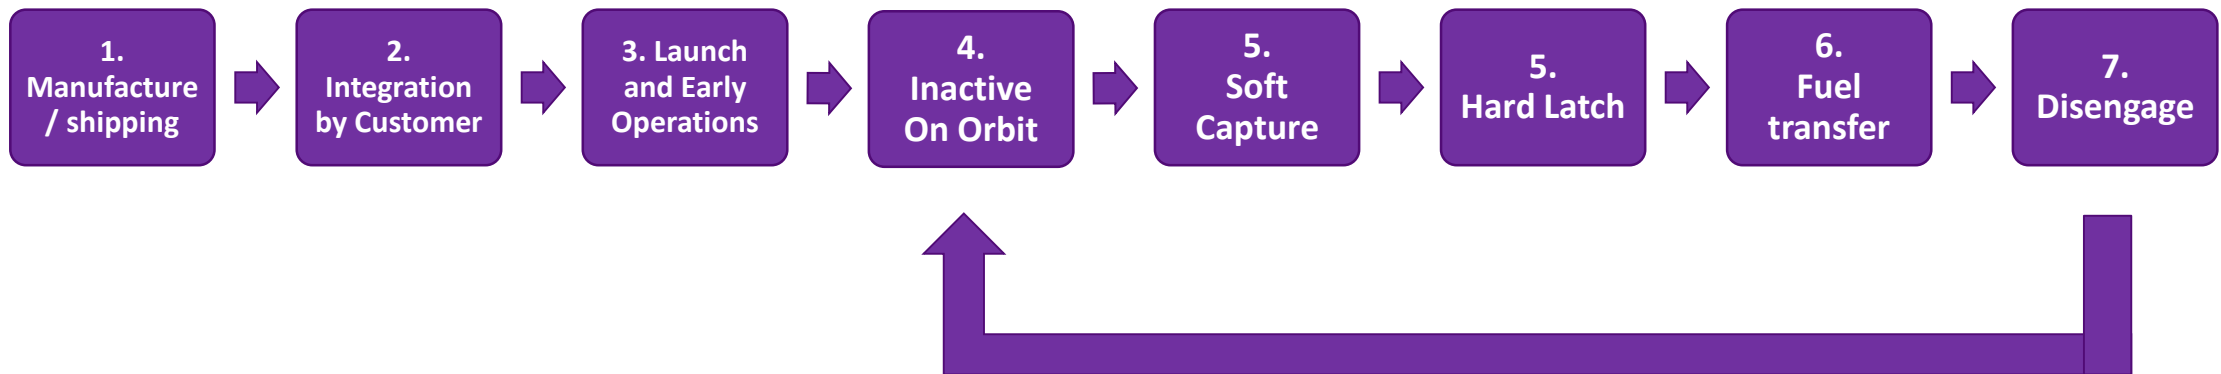 1.
Manufacture
/ shipping
2.
Integration
by Customer
3. Launch
and Early
Operations
4.
Inactive
On Orbit
5.
Soft
Capture
5.
Hard Latch
6.
Fuel
transfer
7.
Disengage